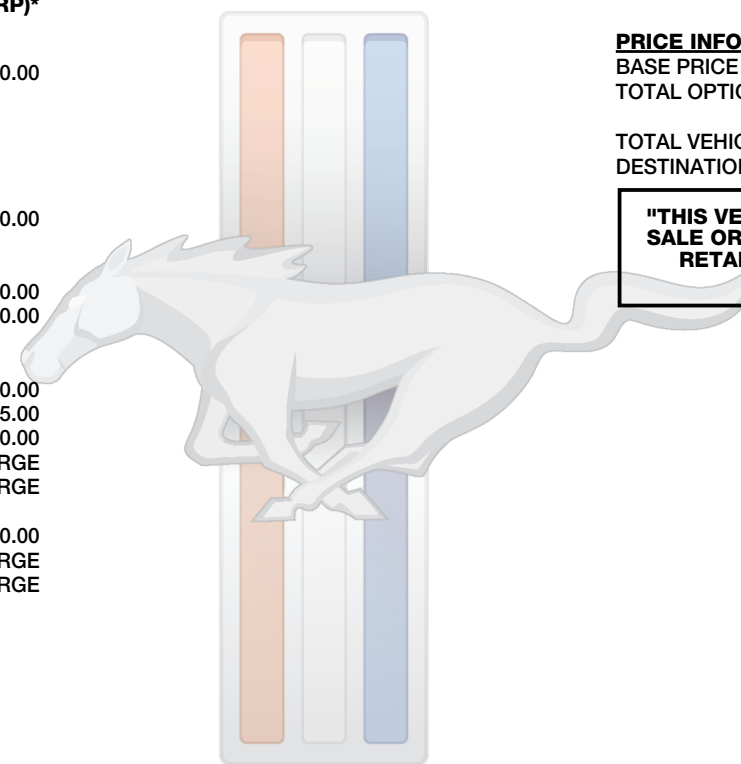 RP)*
0.00
0.00
0.00
0.00
0.00
5.00
0.00
RGE
RGE
0.00
RGE
RGE
PRICE INFO
BASE PRICE
TOTAL OPTIO
TOTAL VEHIC
DESTINATION
"THIS VE
SALE OR
RETAI